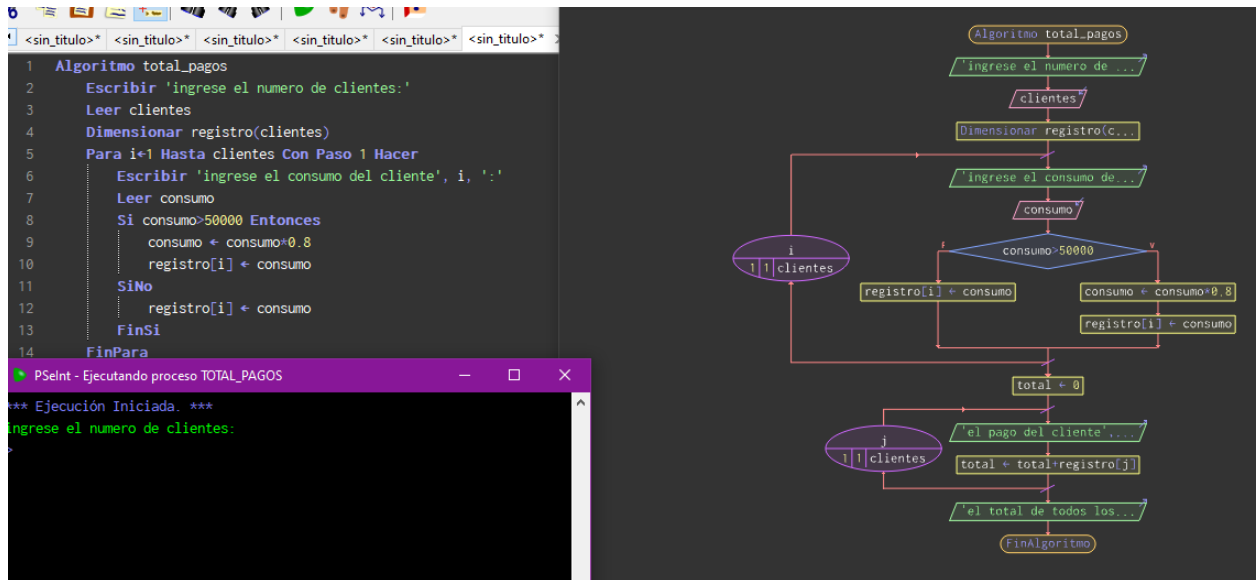 <sin_titulo>* <sin_titulo>* <sin_titulo>* <sin_titulo>* <sin_titulo>* <sin_titulo>*
1 Algoritmo total_pagos
2 Escribir 'ingrese el numero de clientes:'
3 Leer clientes
4 Dimensionar registro(clientes)
5 Para i←1 Hasta clientes Con Paso 1 Hacer
6 Escribir 'ingrese el consumo del cliente', i, ':'
7 Leer consumo
8 Si consumo>50000 Entonces
9 consumo ← consumo*0.8
10 registro[i] ← consumo
11 SiNo
12 registro[i] ← consumo
13 FinSi
14 FinPara
PSeInt - Ejecutando proceso TOTAL_PAGOS
*** Ejecución Iniciada. ***
ingrese el numero de clientes:
>
Algoritmo total_pagos
'ingrese el numero de ...
clientes
Dimensionar registro(c...
'ingrese el consumo de...
consumo
i
1 1 clientes
F consumo>50000 V
registro[i] ← consumo
consumo ← consumo*0.8
registro[i] ← consumo
total ← 0
j
1 1 clientes
'el pago del cliente',...
total ← total+registro[j]
'el total de todos los...
FinAlgoritmo